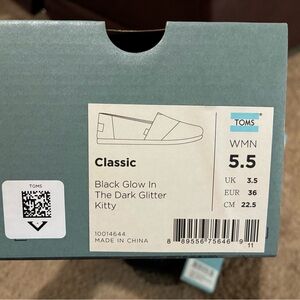 TOMS
WMN
5.5
UK 3.5
EUR 36
CM 22.5
Classic
Black Glow In
The Dark Glitter
Kitty
10014644
MADE IN CHINA
8 89556 75646 9
11
TOMS